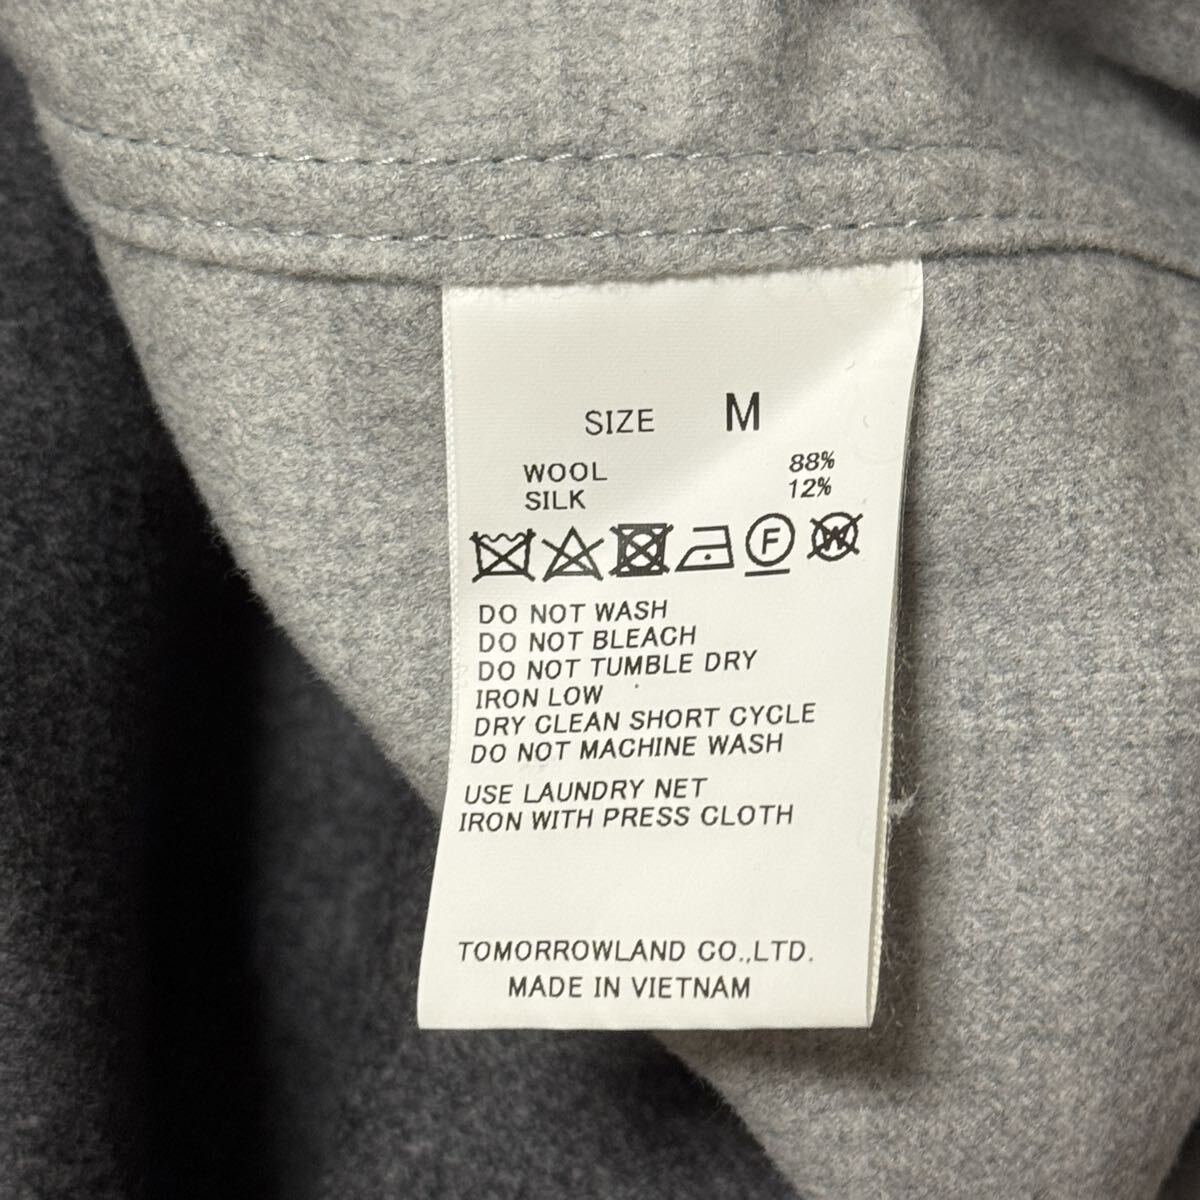 SIZE M
WOOL 88%
SILK 12%
F W
DO NOT WASH
DO NOT BLEACH
DO NOT TUMBLE DRY
IRON LOW
DRY CLEAN SHORT CYCLE
DO NOT MACHINE WASH
USE LAUNDRY NET
IRON WITH PRESS CLOTH
TOMORROWLAND CO.,LTD.
MADE IN VIETNAM